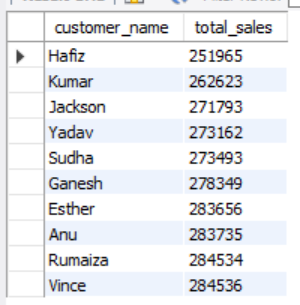 customer_name total_sales
Hafiz 251965
Kumar 262623
Jackson 271793
Yadav 273162
Sudha 273493
Ganesh 278349
Esther 283656
Anu 283735
Rumaiza 284534
Vince 284536